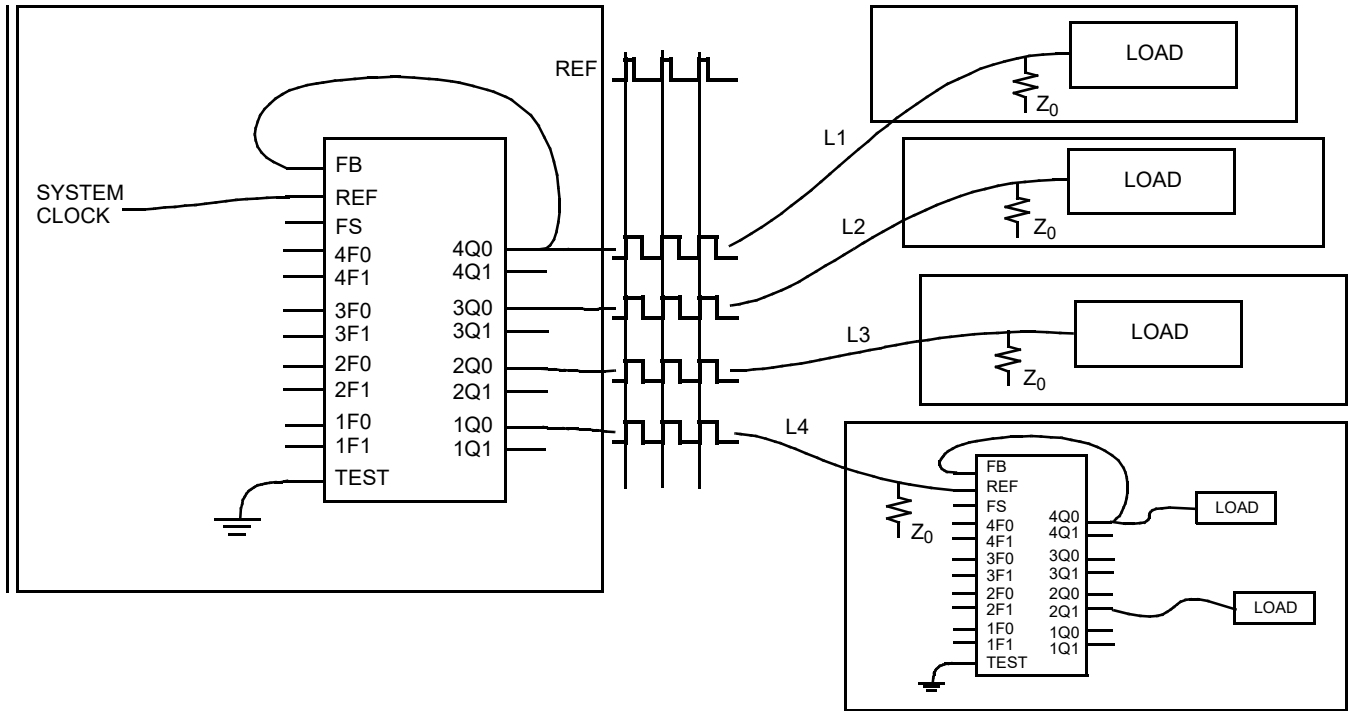 REF
LOAD
Z0
L1
SYSTEM
CLOCK
FB
REF
FS
4F0
4F1
3F0
3F1
2F0
2F1
1F0
1F1
TEST
4Q0
4Q1
3Q0
3Q1
2Q0
2Q1
1Q0
1Q1
L2
LOAD
Z0
L3
LOAD
Z0
L4
Z0
FB
REF
FS
4F0
4F1
3F0
3F1
2F0
2F1
1F0
1F1
TEST
4Q0
4Q1
3Q0
3Q1
2Q0
2Q1
1Q0
1Q1
LOAD
LOAD